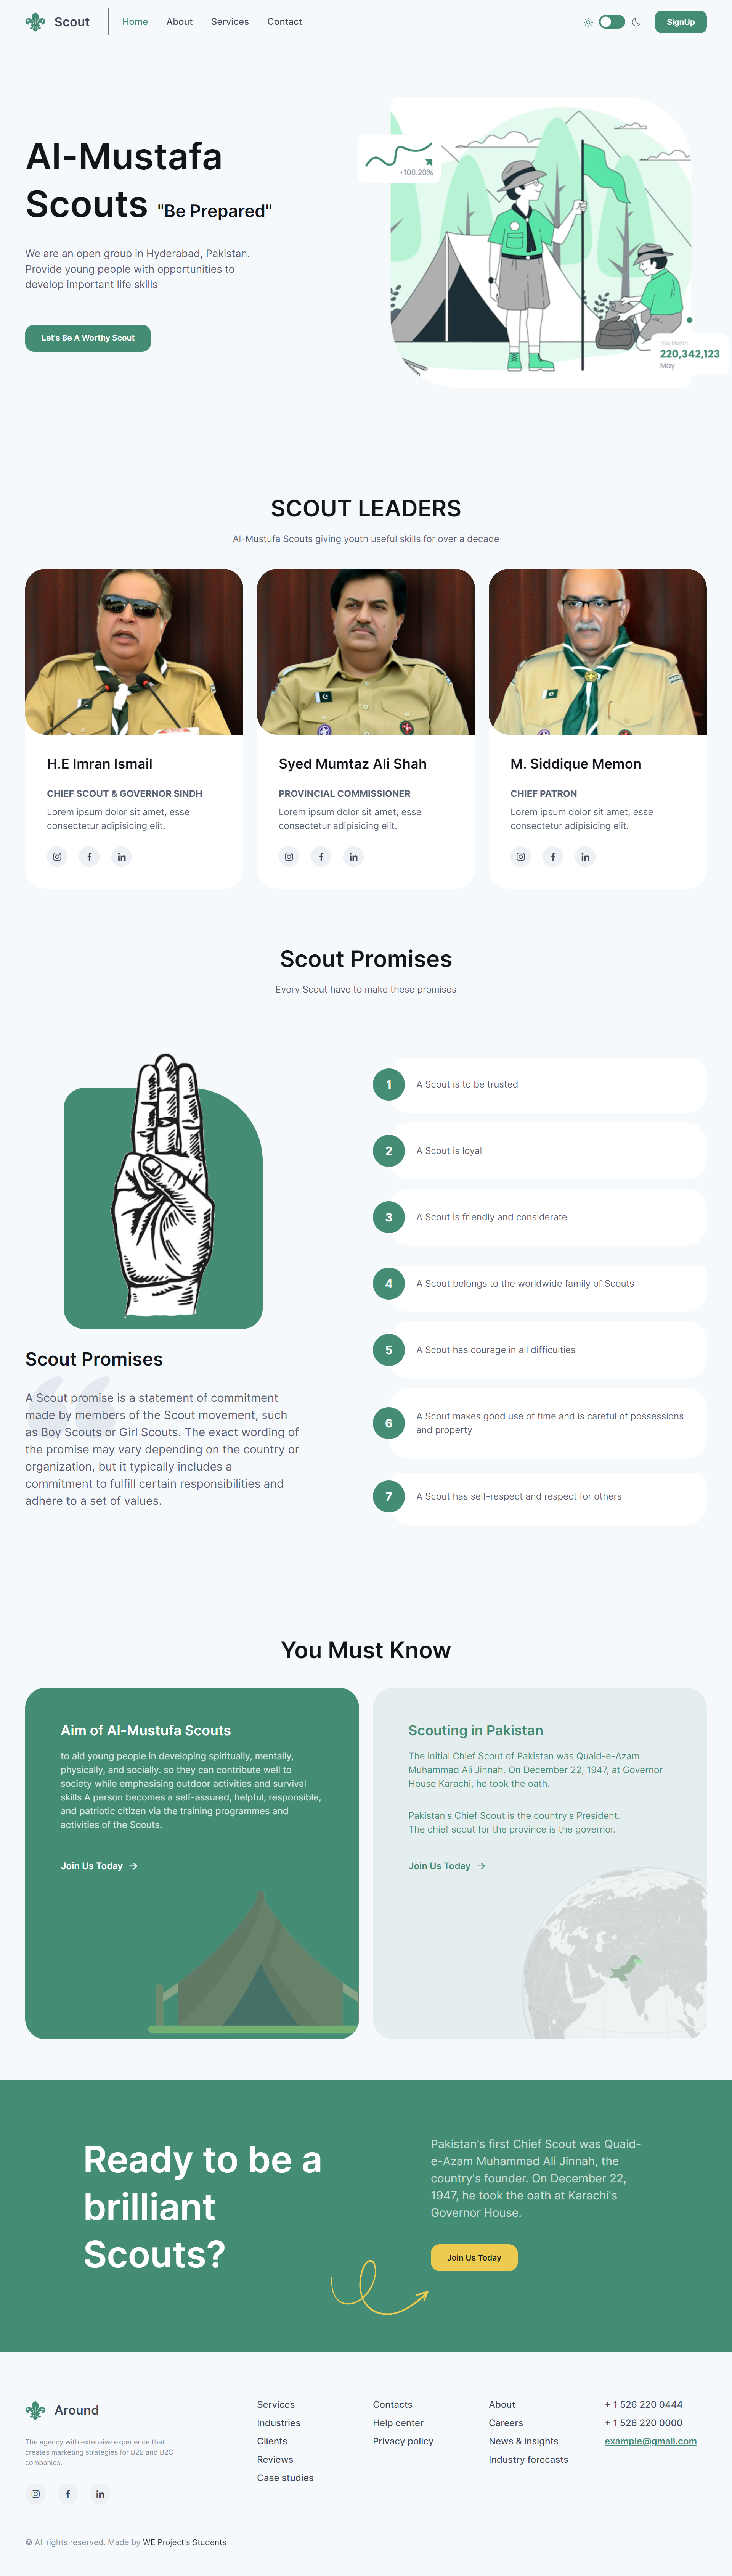 Scout
Home
About
Services
Contact
SignUp
Al-Mustafa
Scouts "Be Prepared"
We are an open group in Hyderabad, Pakistan.
Provide young people with opportunities to
develop important life skills
Let's Be A Worthy Scout
+100.20%
This Month
220,342,123
May
SCOUT LEADERS
Al-Mustufa Scouts giving youth useful skills for over a decade
H.E Imran Ismail
CHIEF SCOUT & GOVERNOR SINDH
Lorem ipsum dolor sit amet, esse
consectetur adipisicing elit.
Syed Mumtaz Ali Shah
PROVINCIAL COMMISSIONER
Lorem ipsum dolor sit amet, esse
consectetur adipisicing elit.
M. Siddique Memon
CHIEF PATRON
Lorem ipsum dolor sit amet, esse
consectetur adipisicing elit.
Scout Promises
Every Scout have to make these promises
Scout Promises
A Scout promise is a statement of commitment
made by members of the Scout movement, such
as Boy Scouts or Girl Scouts. The exact wording of
the promise may vary depending on the country or
organization, but it typically includes a
commitment to fulfill certain responsibilities and
adhere to a set of values.
1
A Scout is to be trusted
2
A Scout is loyal
3
A Scout is friendly and considerate
4
A Scout belongs to the worldwide family of Scouts
5
A Scout has courage in all difficulties
6
A Scout makes good use of time and is careful of possessions
and property
7
A Scout has self-respect and respect for others
You Must Know
Aim of Al-Mustufa Scouts
to aid young people in developing spiritually, mentally,
physically, and socially. so they can contribute well to
society while emphasising outdoor activities and survival
skills A person becomes a self-assured, helpful, responsible,
and patriotic citizen via the training programmes and
activities of the Scouts.
Join Us Today
Scouting in Pakistan
The initial Chief Scout of Pakistan was Quaid-e-Azam
Muhammad Ali Jinnah. On December 22, 1947, at Governor
House Karachi, he took the oath.
Pakistan's Chief Scout is the country's President.
The chief scout for the province is the governor.
Join Us Today
Ready to be a
brilliant
Scouts?
Pakistan's first Chief Scout was Quaid-
e-Azam Muhammad Ali Jinnah, the
country's founder. On December 22,
1947, he took the oath at Karachi's
Governor House.
Join Us Today
Around
The agency with extensive experience that
creates marketing strategies for B2B and B2C
companies.
Services
Industries
Clients
Reviews
Case studies
Contacts
Help center
Privacy policy
About
Careers
News & insights
Industry forecasts
+ 1 526 220 0444
+ 1 526 220 0000
example@gmail.com
© All rights reserved. Made by WE Project's Students